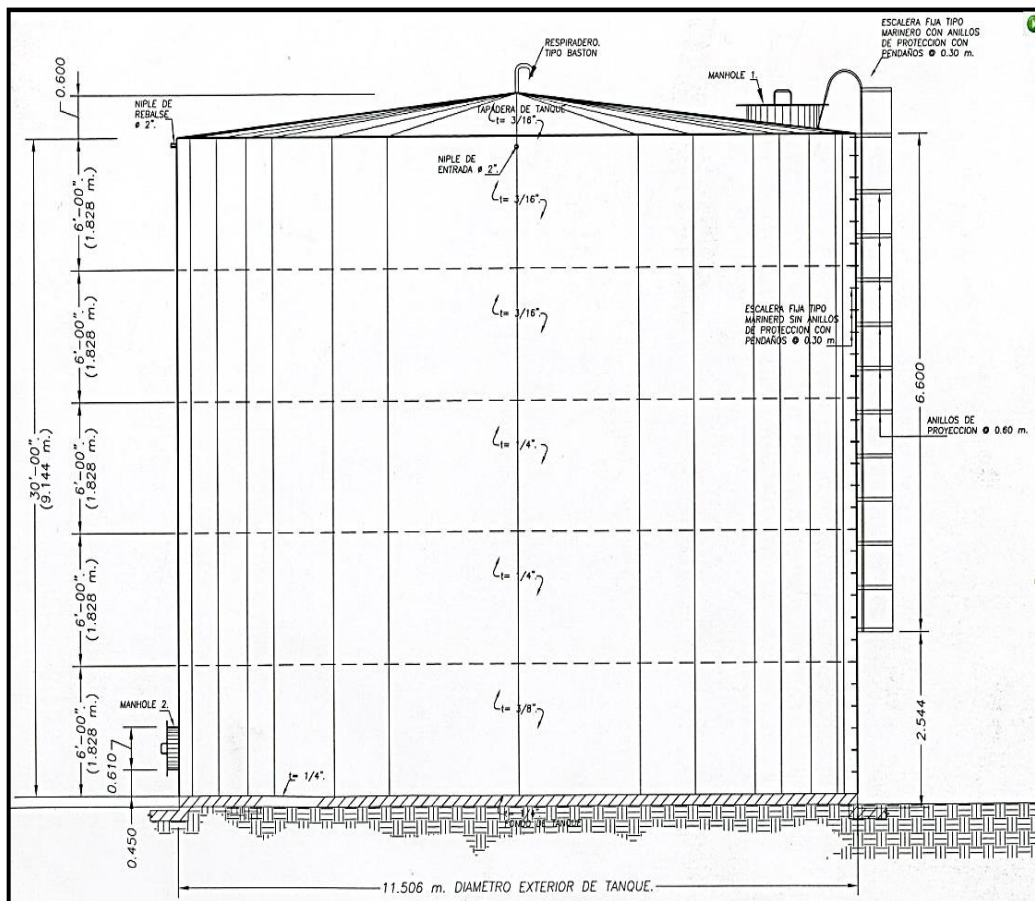 ESCALERA FIJA TIPO
MARINERO CON ANILLOS
DE PROTECCION CON
PENDAÑOS @ 0.30 m.
RESPIRADERO.
TIPO BASTON
MANHOLE 1.
0.600
NIPLE DE
REBALSE
ø 2".
TAPADERA DE TANQUE
t= 3/16".
NIPLE DE
ENTRADA ø 2".
t= 3/16".
6'-00".
(1.828 m.)
t= 3/16".
6'-00".
(1.828 m.)
ESCALERA FIJA TIPO
MARINERO SIN ANILLOS
DE PROTECCION CON
PENDAÑOS @ 0.30 m.
6.600
ANILLOS DE
PROYECCION @ 0.60 m.
30'-00".
(9.144 m.)
6'-00".
(1.828 m.)
t= 1/4".
6'-00".
(1.828 m.)
t= 1/4".
6'-00".
(1.828 m.)
t= 3/8".
MANHOLE 2.
0.610
2.544
t= 1/4".
0.450
FONDO DE TANQUE
11.506 m. DIAMETRO EXTERIOR DE TANQUE.